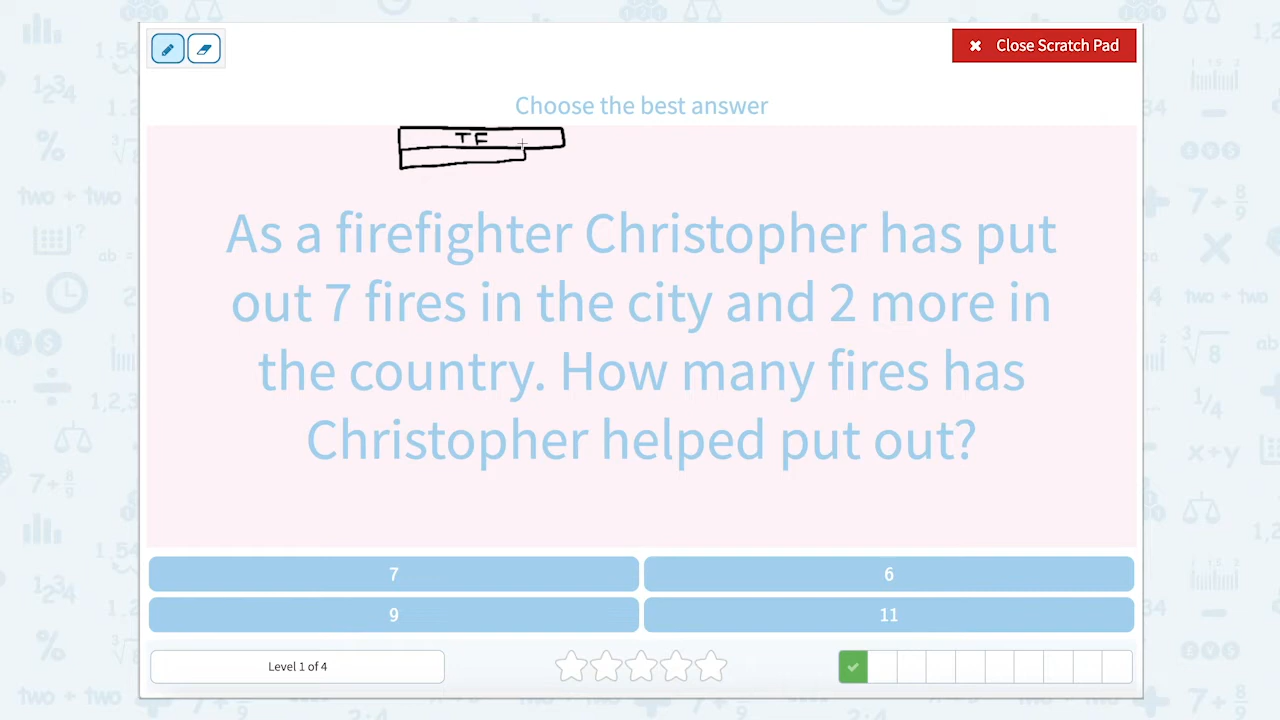 ✖ Close Scratch Pad
Choose the best answer
TF
As a firefighter Christopher has put
out 7 fires in the city and 2 more in
the country. How many fires has
Christopher helped put out?
7
6
9
11
Level 1 of 4